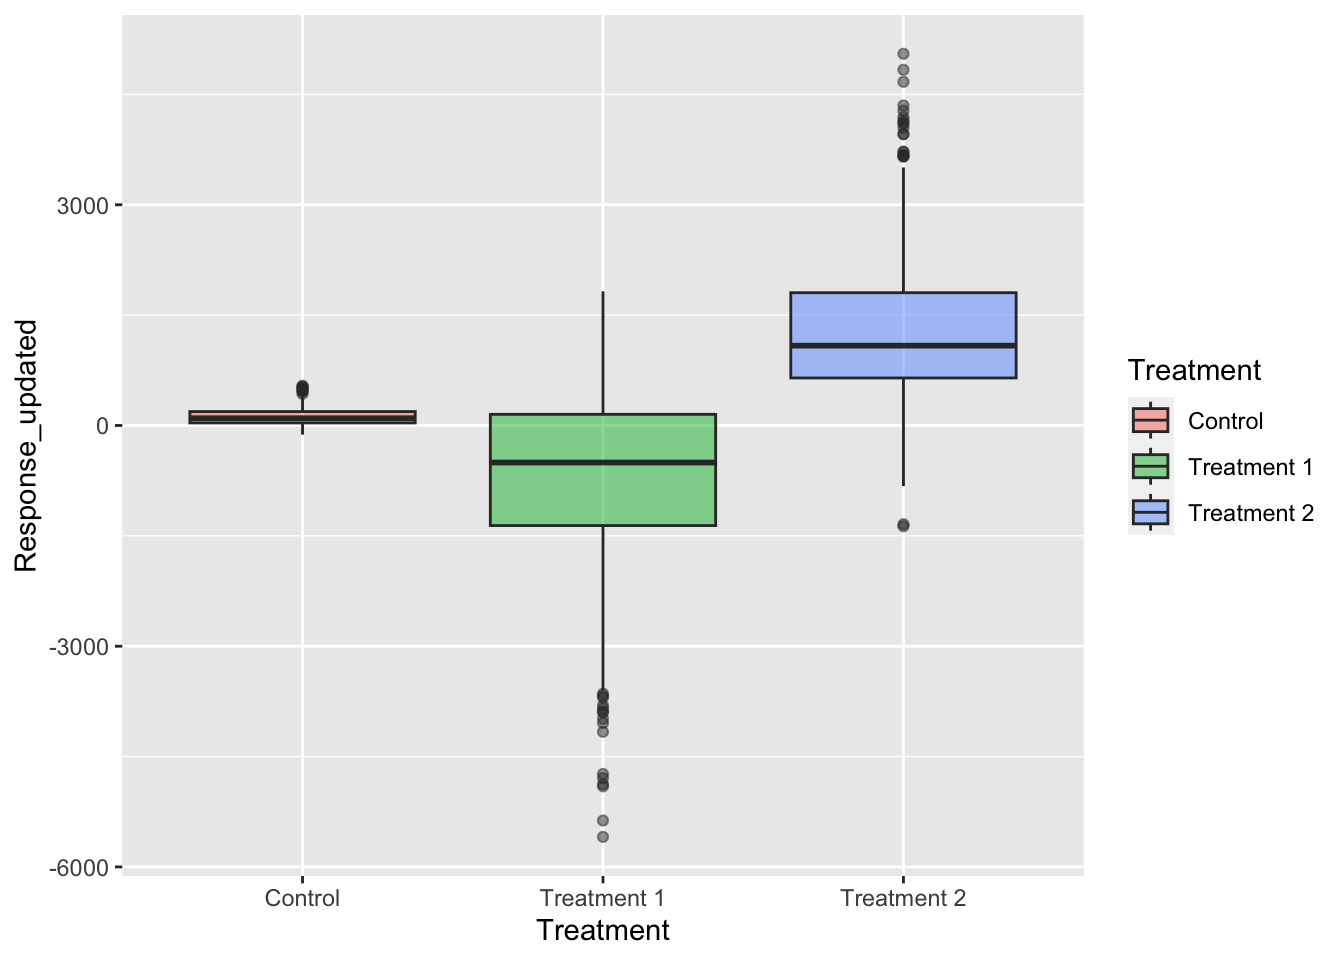 Response_updated
3000
0
-3000
-6000
Control
Treatment 1
Treatment 2
Treatment
Treatment
Control
Treatment 1
Treatment 2